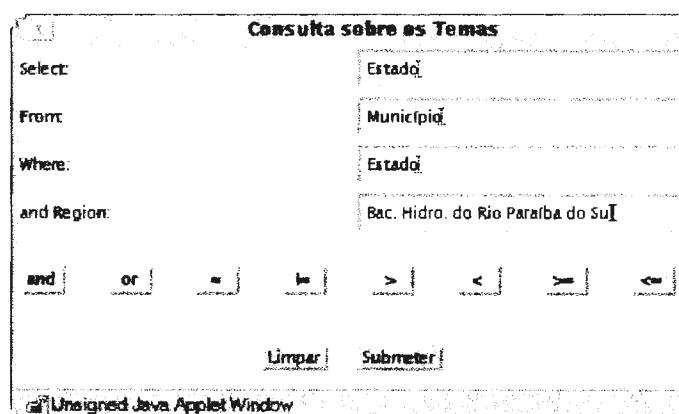 Consulta sobre os Temas
Select: Estado
From: Município
Where: Estado
and Region: Bac. Hidro. do Rio Paraíba do Sul
and or = != > < >= <=
Limpar Submeter
Unsigned Java Applet Window